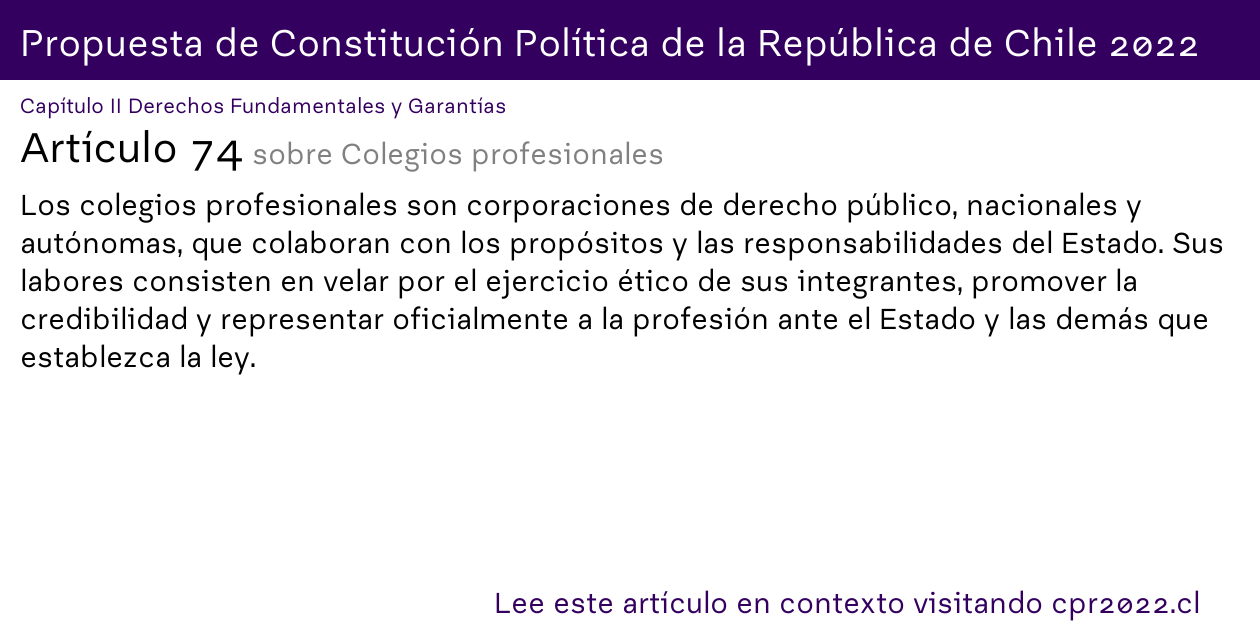 Propuesta de Constitución Política de la República de Chile 2022
Capítulo II Derechos Fundamentales y Garantías
Artículo 74 sobre Colegios profesionales
Los colegios profesionales son corporaciones de derecho público, nacionales y
autónomas, que colaboran con los propósitos y las responsabilidades del Estado. Sus
labores consisten en velar por el ejercicio ético de sus integrantes, promover la
credibilidad y representar oficialmente a la profesión ante el Estado y las demás que
establezca la ley.
Lee este artículo en contexto visitando cpr2022.cl